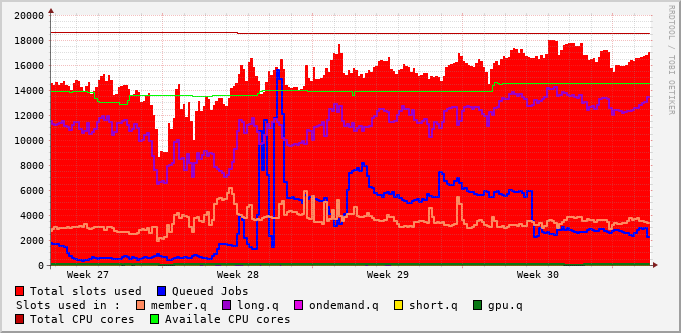 20000
18000
16000
14000
12000
10000
8000
6000
4000
2000
0
Week 27 Week 28 Week 29 Week 30
RRDTOOL / TOBI OETIKER
Total slots used Queued Jobs
Slots used in : member.q long.q ondemand.q short.q gpu.q
Total CPU cores Availale CPU cores